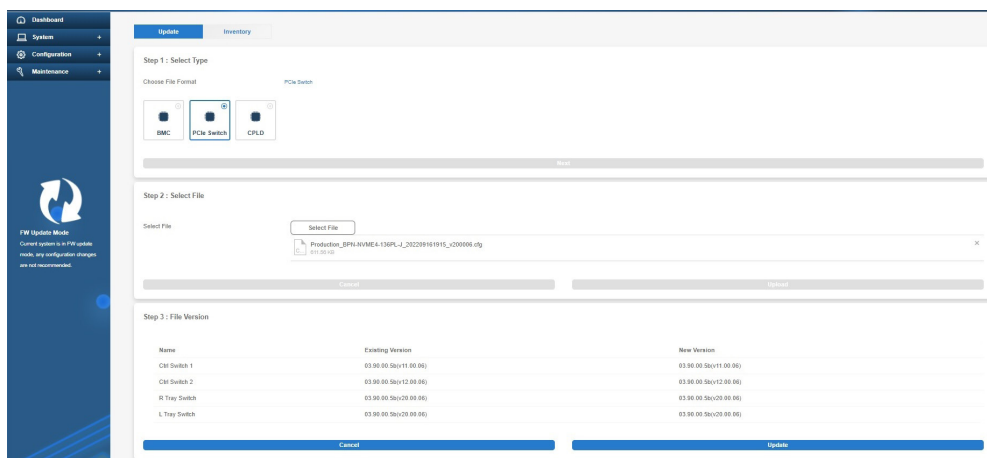 Dashboard
System +
Configuration +
Maintenance +
FW Update Mode
Current system is in FW update
mode, any configuration changes
are not recommended.
Update Inventory
Step 1 : Select Type
Choose File Format PCIe Switch
BMC PCIe Switch CPLD
Next
Step 2 : Select File
Select File Select File
Production_BPN-NVME4-136PL-J_202209161915_v200006.cfg
Cancel Upload
Step 3 : File Version
Name Existing Version New Version
Ctrl Switch 1 03.90.00.5b(v11.00.06) 03.90.00.5b(v11.00.06)
Ctrl Switch 2 03.90.00.5b(v12.00.06) 03.90.00.5b(v12.00.06)
R Tray Switch 03.90.00.5b(v20.00.06) 03.90.00.5b(v20.00.06)
L Tray Switch 03.90.00.5b(v20.00.06) 03.90.00.5b(v20.00.06)
Cancel Update